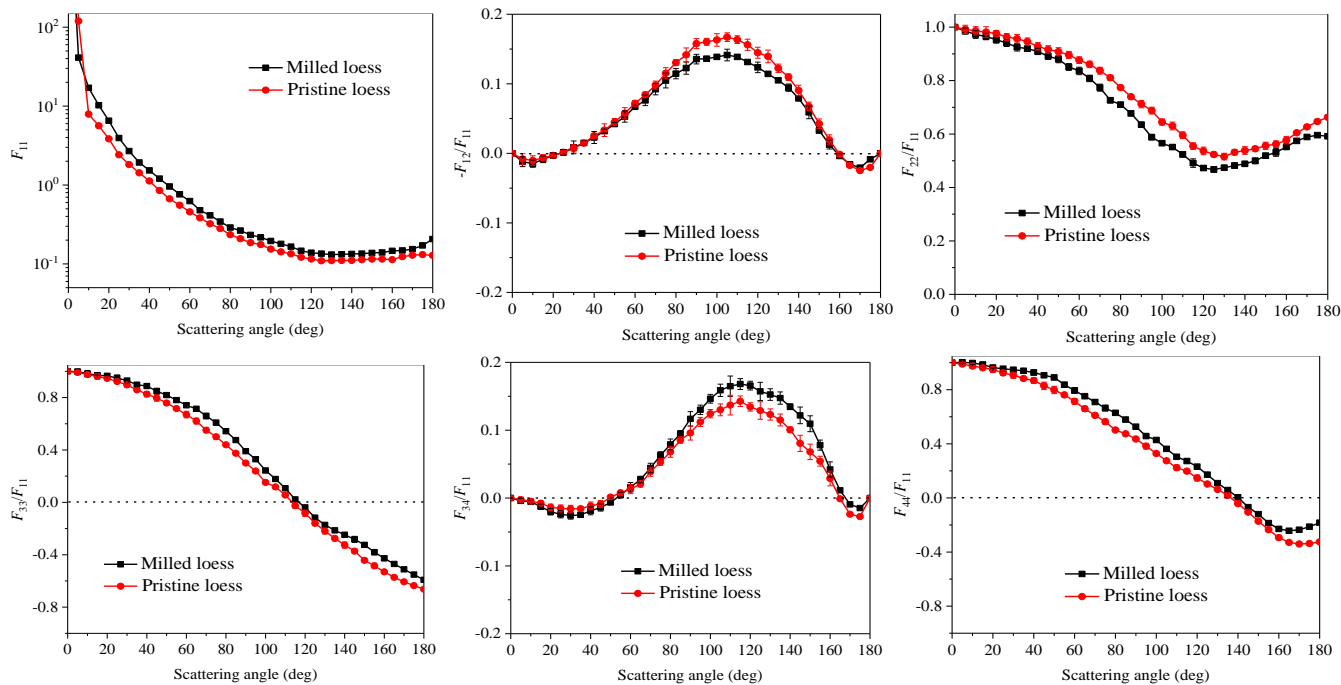 10²
10¹
10⁰
10⁻¹
F₁₁
Milled loess
Pristine loess
0 20 40 60 80 100 120 140 160 180
Scattering angle (deg)
0.2
0.1
0.0
-0.1
-0.2
-F₁₂/F₁₁
Milled loess
Pristine loess
0 20 40 60 80 100 120 140 160 180
Scattering angle (deg)
1.0
0.8
0.6
0.4
0.2
0.0
F₂₂/F₁₁
Milled loess
Pristine loess
0 20 40 60 80 100 120 140 160 180
Scattering angle (deg)
0.8
0.4
0.0
-0.4
-0.8
F₃₃/F₁₁
Milled loess
Pristine loess
0 20 40 60 80 100 120 140 160 180
Scattering angle (deg)
0.2
0.1
0.0
-0.1
-0.2
F₃₄/F₁₁
Milled loess
Pristine loess
0 20 40 60 80 100 120 140 160 180
Scattering angle (deg)
0.8
0.4
0.0
-0.4
-0.8
F₄₄/F₁₁
Milled loess
Pristine loess
0 20 40 60 80 100 120 140 160 180
Scattering angle (deg)